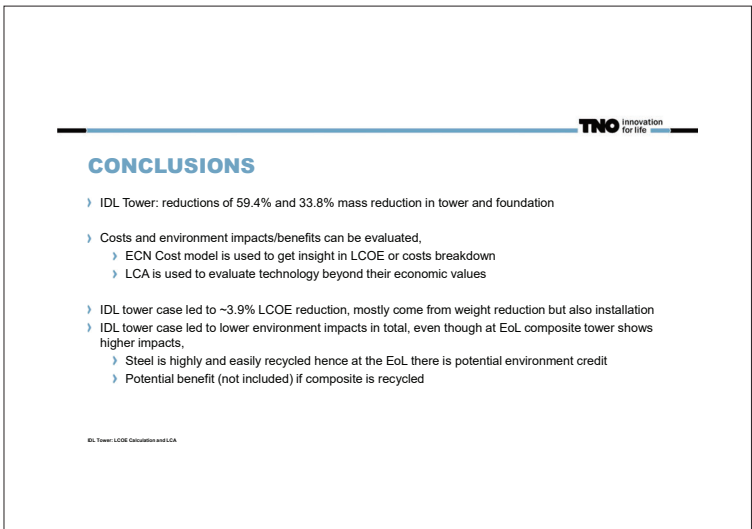 TNO innovation
for life
CONCLUSIONS
› IDL Tower: reductions of 59.4% and 33.8% mass reduction in tower and foundation
› Costs and environment impacts/benefits can be evaluated,
› ECN Cost model is used to get insight in LCOE or costs breakdown
› LCA is used to evaluate technology beyond their economic values
› IDL tower case led to ~3.9% LCOE reduction, mostly come from weight reduction but also installation
› IDL tower case led to lower environment impacts in total, even though at EoL composite tower shows
higher impacts,
› Steel is highly and easily recycled hence at the EoL there is potential environment credit
› Potential benefit (not included) if composite is recycled
IDL Tower: LCOE Calculation and LCA